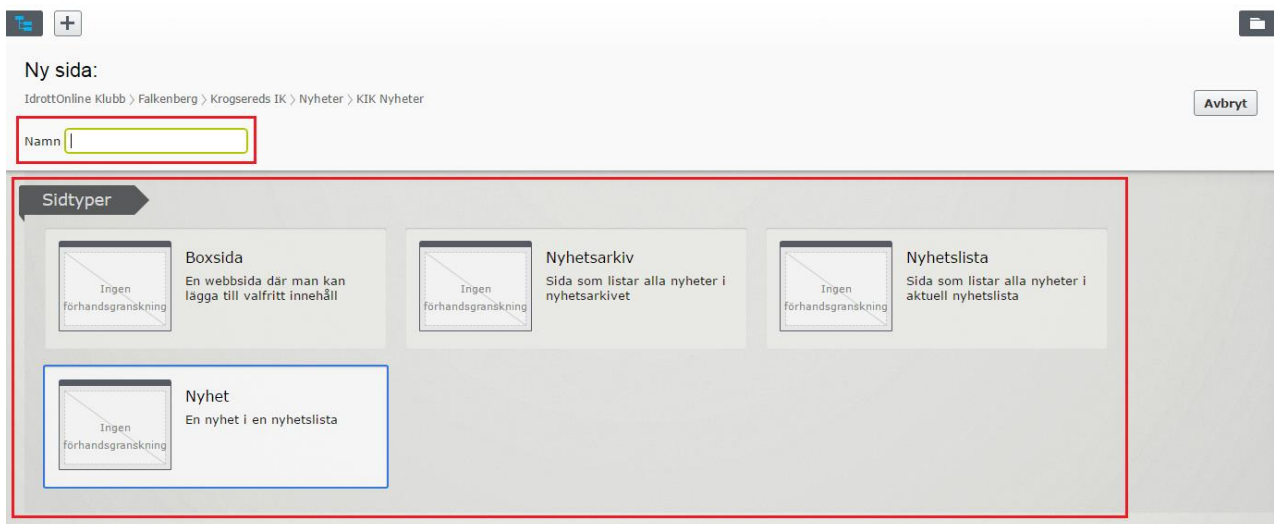 Ny sida:
IdrottOnline Klubb > Falkenberg > Krogsereds IK > Nyheter > KIK Nyheter
Avbryt
Namn
Sidtyper
Ingen
förhandsgranskning
Boxsida
En webbsida där man kan
lägga till valfritt innehåll
Ingen
förhandsgranskning
Nyhetsarkiv
Sida som listar alla nyheter i
nyhetsarkivet
Ingen
förhandsgranskning
Nyhetslista
Sida som listar alla nyheter i
aktuell nyhetslista
Ingen
förhandsgranskning
Nyhet
En nyhet i en nyhetslista